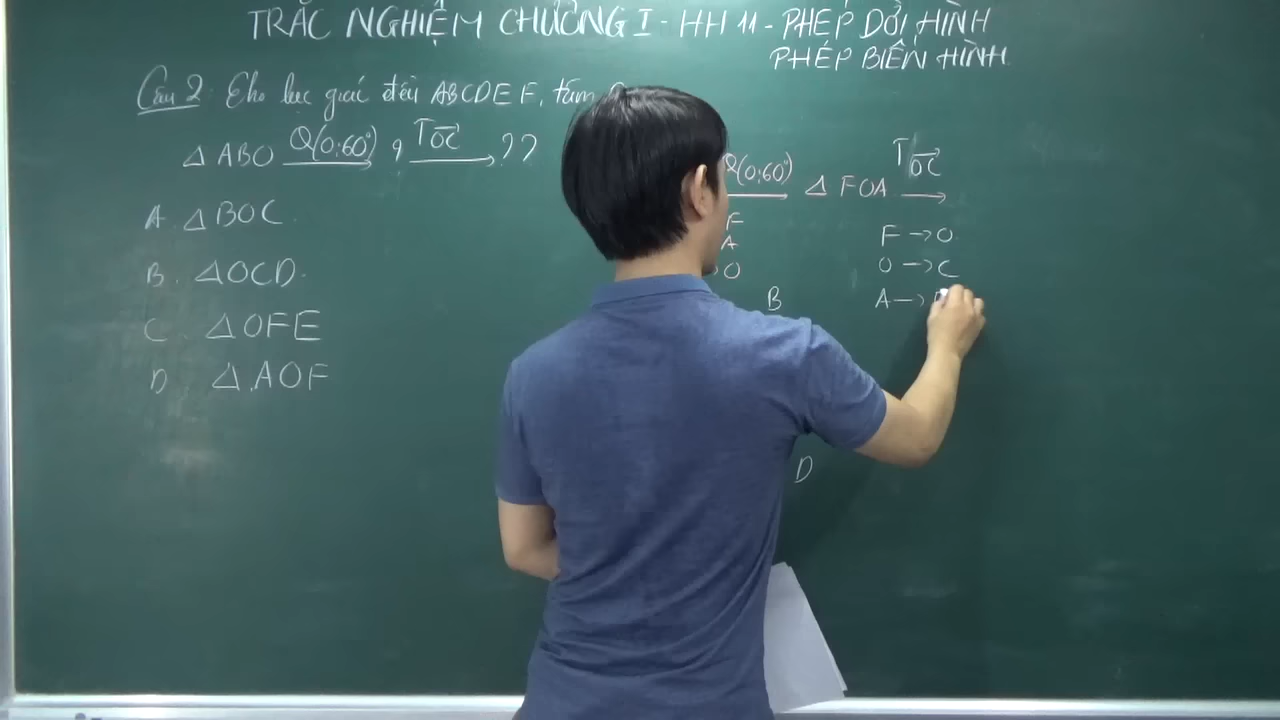 TRẮC NGHIỆM CHƯƠNG I - HH 11 - PHÉP DỜI HÌNH
PHÉP BIẾN HÌNH
Câu 2: Cho lục giác đều ABCDEF, tâm
Δ ABO Q(O;60°) ? T OC ??
A. Δ BOC.
B. Δ OCD.
C. Δ OFE
D. Δ AOF
Q(O;60°) Δ FOA T OC
F
A
O
F → O
O → C
A →
B
D